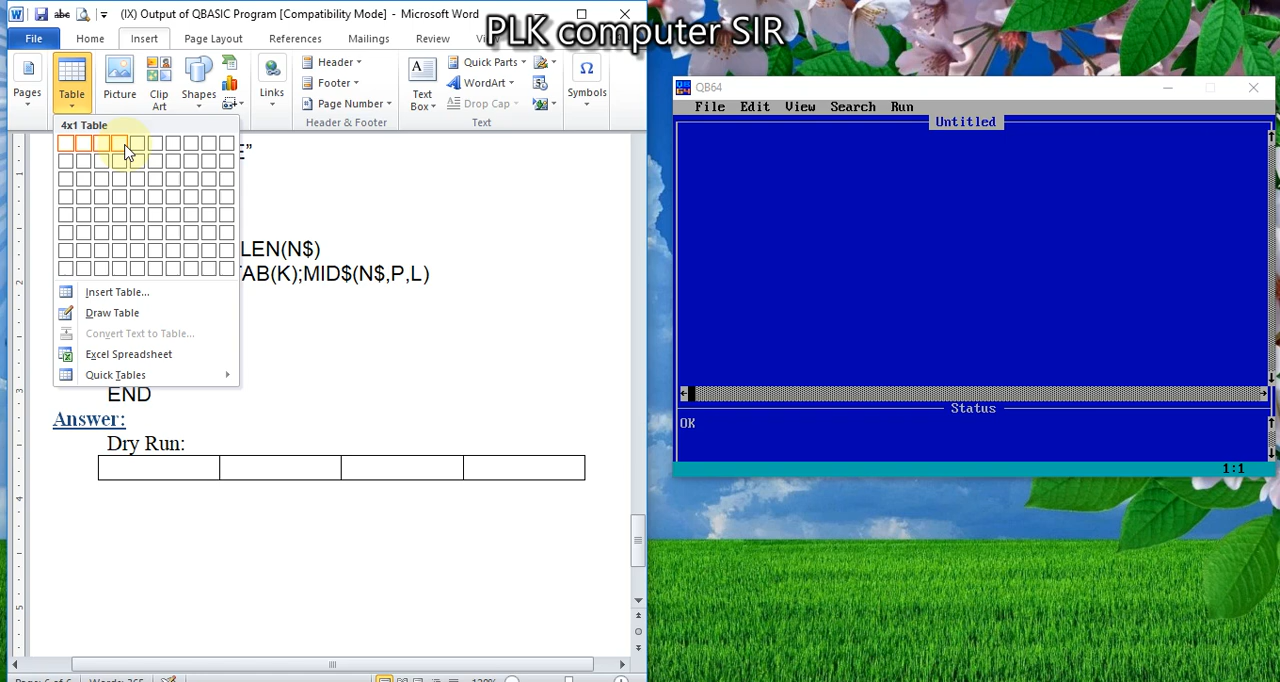 (IX) Output of QBASIC Program [Compatibility Mode] - Microsoft Word
PLK computer SIR
File Home Insert Page Layout References Mailings Review
Pages
Table
Picture
Clip Art
Shapes
Links
Header
Footer
Page Number
Header & Footer
Text Box
Quick Parts
WordArt
Drop Cap
Text
Symbols
4x1 Table
Insert Table...
Draw Table
Convert Text to Table...
Excel Spreadsheet
Quick Tables
E"
LEN(N$)
TAB(K);MID$(N$,P,L)
END
Answer:
Dry Run:
QB64
File Edit View Search Run
Untitled
Status
OK
1:1